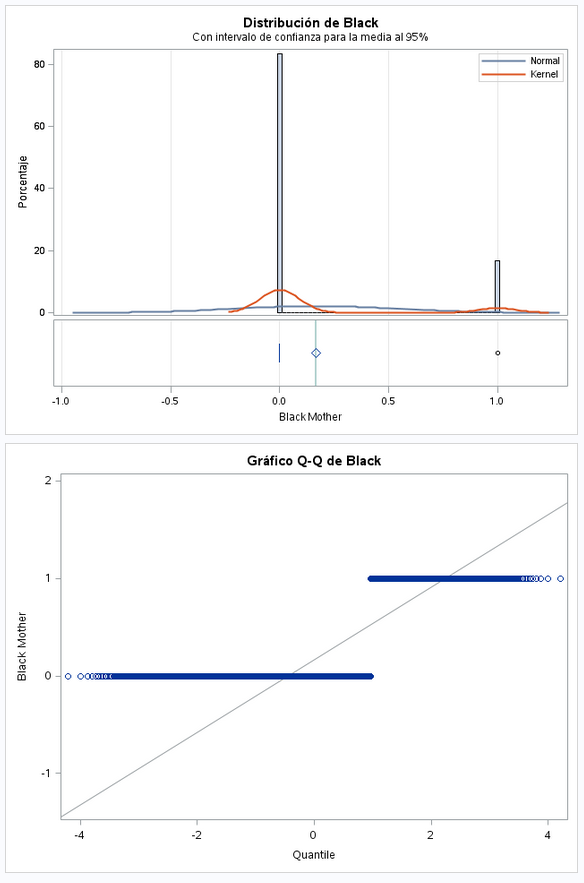 Distribución de Black
Con intervalo de confianza para la media al 95%
Normal
Kernel
Porcentaje
80
60
40
20
0
-1.0 -0.5 0.0 0.5 1.0
Black Mother
Gráfico Q-Q de Black
Black Mother
2
1
0
-1
-4 -2 0 2 4
Quantile